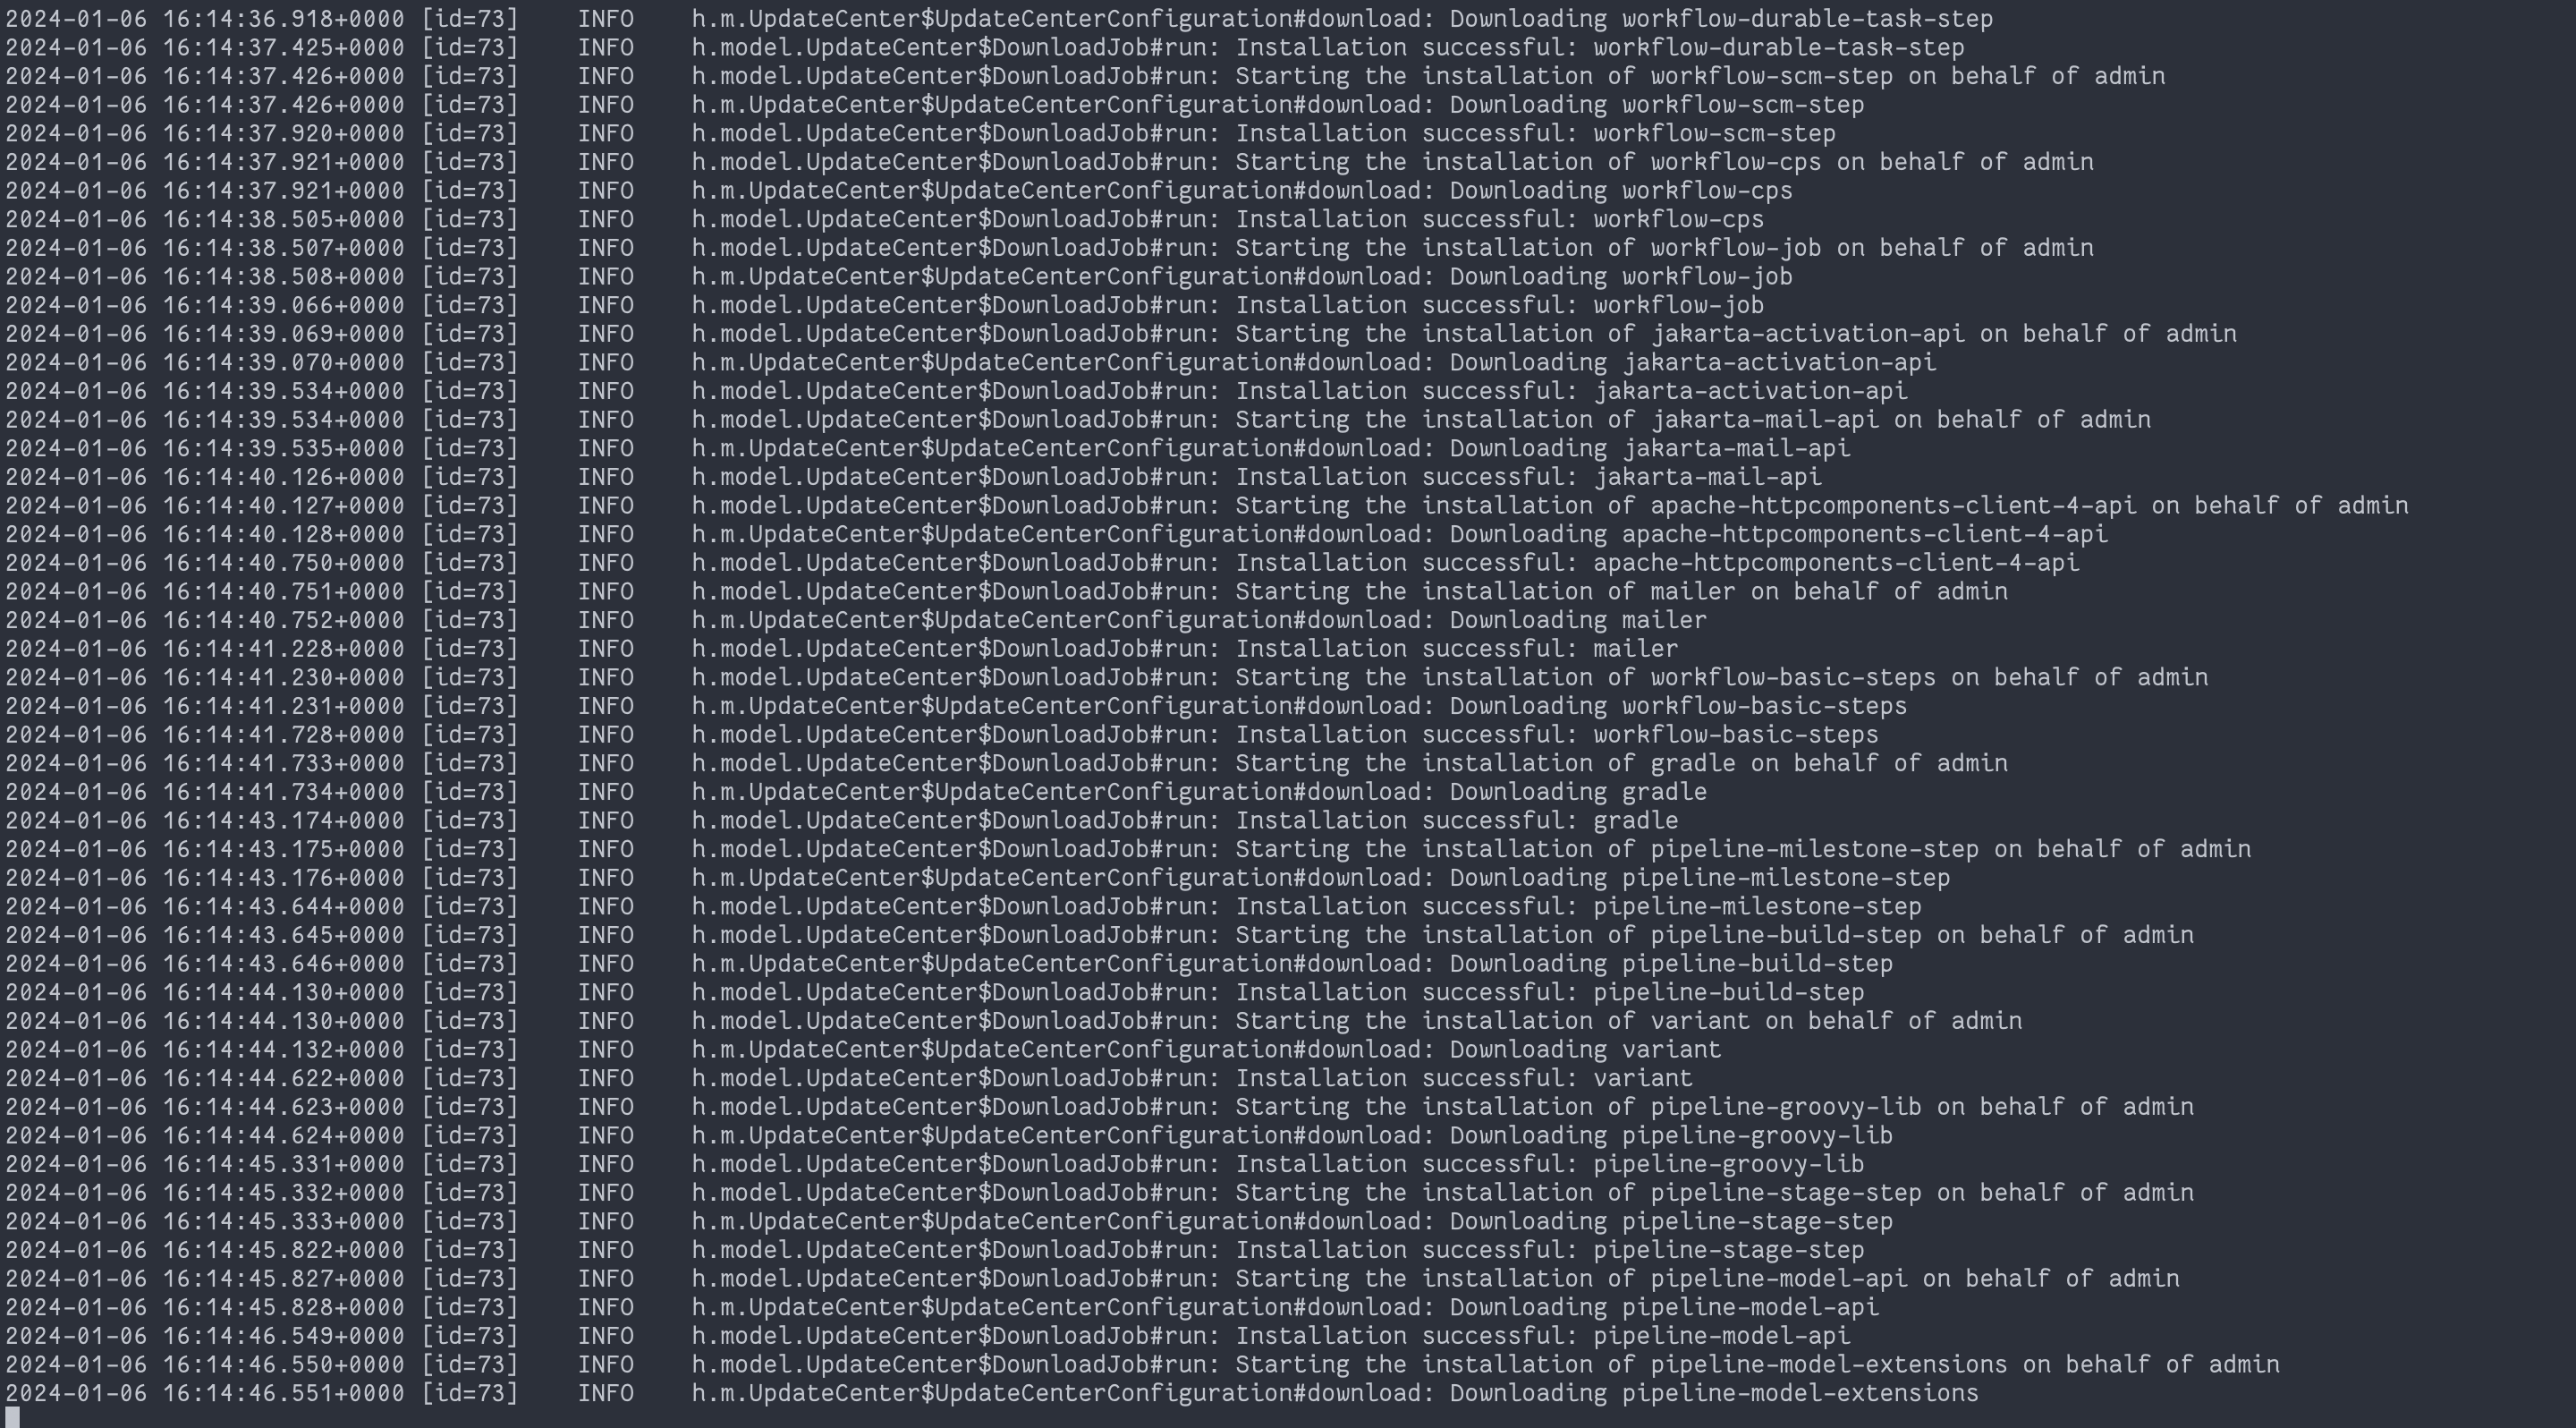 2024-01-06 16:14:36.918+0000 [id=73]    INFO    h.m.UpdateCenter$UpdateCenterConfiguration#download: Downloading workflow-durable-task-step
2024-01-06 16:14:37.425+0000 [id=73]    INFO    h.model.UpdateCenter$DownloadJob#run: Installation successful: workflow-durable-task-step
2024-01-06 16:14:37.426+0000 [id=73]    INFO    h.model.UpdateCenter$DownloadJob#run: Starting the installation of workflow-scm-step on behalf of admin
2024-01-06 16:14:37.426+0000 [id=73]    INFO    h.m.UpdateCenter$UpdateCenterConfiguration#download: Downloading workflow-scm-step
2024-01-06 16:14:37.920+0000 [id=73]    INFO    h.model.UpdateCenter$DownloadJob#run: Installation successful: workflow-scm-step
2024-01-06 16:14:37.921+0000 [id=73]    INFO    h.model.UpdateCenter$DownloadJob#run: Starting the installation of workflow-cps on behalf of admin
2024-01-06 16:14:37.921+0000 [id=73]    INFO    h.m.UpdateCenter$UpdateCenterConfiguration#download: Downloading workflow-cps
2024-01-06 16:14:38.505+0000 [id=73]    INFO    h.model.UpdateCenter$DownloadJob#run: Installation successful: workflow-cps
2024-01-06 16:14:38.507+0000 [id=73]    INFO    h.model.UpdateCenter$DownloadJob#run: Starting the installation of workflow-job on behalf of admin
2024-01-06 16:14:38.508+0000 [id=73]    INFO    h.m.UpdateCenter$UpdateCenterConfiguration#download: Downloading workflow-job
2024-01-06 16:14:39.066+0000 [id=73]    INFO    h.model.UpdateCenter$DownloadJob#run: Installation successful: workflow-job
2024-01-06 16:14:39.069+0000 [id=73]    INFO    h.model.UpdateCenter$DownloadJob#run: Starting the installation of jakarta-activation-api on behalf of admin
2024-01-06 16:14:39.070+0000 [id=73]    INFO    h.m.UpdateCenter$UpdateCenterConfiguration#download: Downloading jakarta-activation-api
2024-01-06 16:14:39.534+0000 [id=73]    INFO    h.model.UpdateCenter$DownloadJob#run: Installation successful: jakarta-activation-api
2024-01-06 16:14:39.534+0000 [id=73]    INFO    h.model.UpdateCenter$DownloadJob#run: Starting the installation of jakarta-mail-api on behalf of admin
2024-01-06 16:14:39.535+0000 [id=73]    INFO    h.m.UpdateCenter$UpdateCenterConfiguration#download: Downloading jakarta-mail-api
2024-01-06 16:14:40.126+0000 [id=73]    INFO    h.model.UpdateCenter$DownloadJob#run: Installation successful: jakarta-mail-api
2024-01-06 16:14:40.127+0000 [id=73]    INFO    h.model.UpdateCenter$DownloadJob#run: Starting the installation of apache-httpcomponents-client-4-api on behalf of admin
2024-01-06 16:14:40.128+0000 [id=73]    INFO    h.m.UpdateCenter$UpdateCenterConfiguration#download: Downloading apache-httpcomponents-client-4-api
2024-01-06 16:14:40.750+0000 [id=73]    INFO    h.model.UpdateCenter$DownloadJob#run: Installation successful: apache-httpcomponents-client-4-api
2024-01-06 16:14:40.751+0000 [id=73]    INFO    h.model.UpdateCenter$DownloadJob#run: Starting the installation of mailer on behalf of admin
2024-01-06 16:14:40.752+0000 [id=73]    INFO    h.m.UpdateCenter$UpdateCenterConfiguration#download: Downloading mailer
2024-01-06 16:14:41.228+0000 [id=73]    INFO    h.model.UpdateCenter$DownloadJob#run: Installation successful: mailer
2024-01-06 16:14:41.230+0000 [id=73]    INFO    h.model.UpdateCenter$DownloadJob#run: Starting the installation of workflow-basic-steps on behalf of admin
2024-01-06 16:14:41.231+0000 [id=73]    INFO    h.m.UpdateCenter$UpdateCenterConfiguration#download: Downloading workflow-basic-steps
2024-01-06 16:14:41.728+0000 [id=73]    INFO    h.model.UpdateCenter$DownloadJob#run: Installation successful: workflow-basic-steps
2024-01-06 16:14:41.733+0000 [id=73]    INFO    h.model.UpdateCenter$DownloadJob#run: Starting the installation of gradle on behalf of admin
2024-01-06 16:14:41.734+0000 [id=73]    INFO    h.m.UpdateCenter$UpdateCenterConfiguration#download: Downloading gradle
2024-01-06 16:14:43.174+0000 [id=73]    INFO    h.model.UpdateCenter$DownloadJob#run: Installation successful: gradle
2024-01-06 16:14:43.175+0000 [id=73]    INFO    h.model.UpdateCenter$DownloadJob#run: Starting the installation of pipeline-milestone-step on behalf of admin
2024-01-06 16:14:43.176+0000 [id=73]    INFO    h.m.UpdateCenter$UpdateCenterConfiguration#download: Downloading pipeline-milestone-step
2024-01-06 16:14:43.644+0000 [id=73]    INFO    h.model.UpdateCenter$DownloadJob#run: Installation successful: pipeline-milestone-step
2024-01-06 16:14:43.645+0000 [id=73]    INFO    h.model.UpdateCenter$DownloadJob#run: Starting the installation of pipeline-build-step on behalf of admin
2024-01-06 16:14:43.646+0000 [id=73]    INFO    h.m.UpdateCenter$UpdateCenterConfiguration#download: Downloading pipeline-build-step
2024-01-06 16:14:44.130+0000 [id=73]    INFO    h.model.UpdateCenter$DownloadJob#run: Installation successful: pipeline-build-step
2024-01-06 16:14:44.130+0000 [id=73]    INFO    h.model.UpdateCenter$DownloadJob#run: Starting the installation of variant on behalf of admin
2024-01-06 16:14:44.132+0000 [id=73]    INFO    h.m.UpdateCenter$UpdateCenterConfiguration#download: Downloading variant
2024-01-06 16:14:44.622+0000 [id=73]    INFO    h.model.UpdateCenter$DownloadJob#run: Installation successful: variant
2024-01-06 16:14:44.623+0000 [id=73]    INFO    h.model.UpdateCenter$DownloadJob#run: Starting the installation of pipeline-groovy-lib on behalf of admin
2024-01-06 16:14:44.624+0000 [id=73]    INFO    h.m.UpdateCenter$UpdateCenterConfiguration#download: Downloading pipeline-groovy-lib
2024-01-06 16:14:45.331+0000 [id=73]    INFO    h.model.UpdateCenter$DownloadJob#run: Installation successful: pipeline-groovy-lib
2024-01-06 16:14:45.332+0000 [id=73]    INFO    h.model.UpdateCenter$DownloadJob#run: Starting the installation of pipeline-stage-step on behalf of admin
2024-01-06 16:14:45.333+0000 [id=73]    INFO    h.m.UpdateCenter$UpdateCenterConfiguration#download: Downloading pipeline-stage-step
2024-01-06 16:14:45.822+0000 [id=73]    INFO    h.model.UpdateCenter$DownloadJob#run: Installation successful: pipeline-stage-step
2024-01-06 16:14:45.827+0000 [id=73]    INFO    h.model.UpdateCenter$DownloadJob#run: Starting the installation of pipeline-model-api on behalf of admin
2024-01-06 16:14:45.828+0000 [id=73]    INFO    h.m.UpdateCenter$UpdateCenterConfiguration#download: Downloading pipeline-model-api
2024-01-06 16:14:46.549+0000 [id=73]    INFO    h.model.UpdateCenter$DownloadJob#run: Installation successful: pipeline-model-api
2024-01-06 16:14:46.550+0000 [id=73]    INFO    h.model.UpdateCenter$DownloadJob#run: Starting the installation of pipeline-model-extensions on behalf of admin
2024-01-06 16:14:46.551+0000 [id=73]    INFO    h.m.UpdateCenter$UpdateCenterConfiguration#download: Downloading pipeline-model-extensions